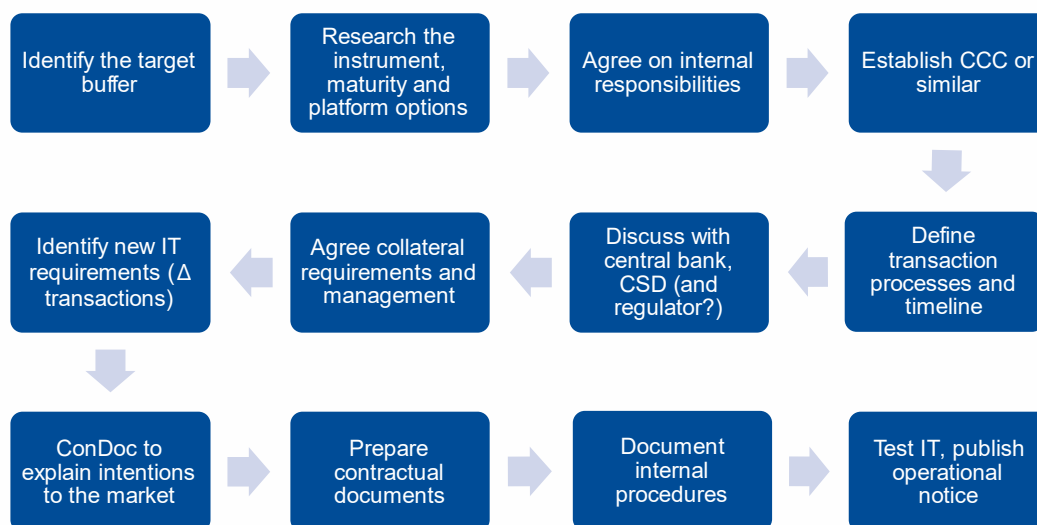 Identify the target
buffer
Research the
instrument,
maturity and
platform options
Agree on internal
responsibilities
Establish CCC or
similar
Define
transaction
processes and
timeline
Discuss with
central bank,
CSD (and
regulator?)
Agree collateral
requirements and
management
Identify new IT
requirements (Δ
transactions)
ConDoc to
explain intentions
to the market
Prepare
contractual
documents
Document
internal
procedures
Test IT, publish
operational
notice